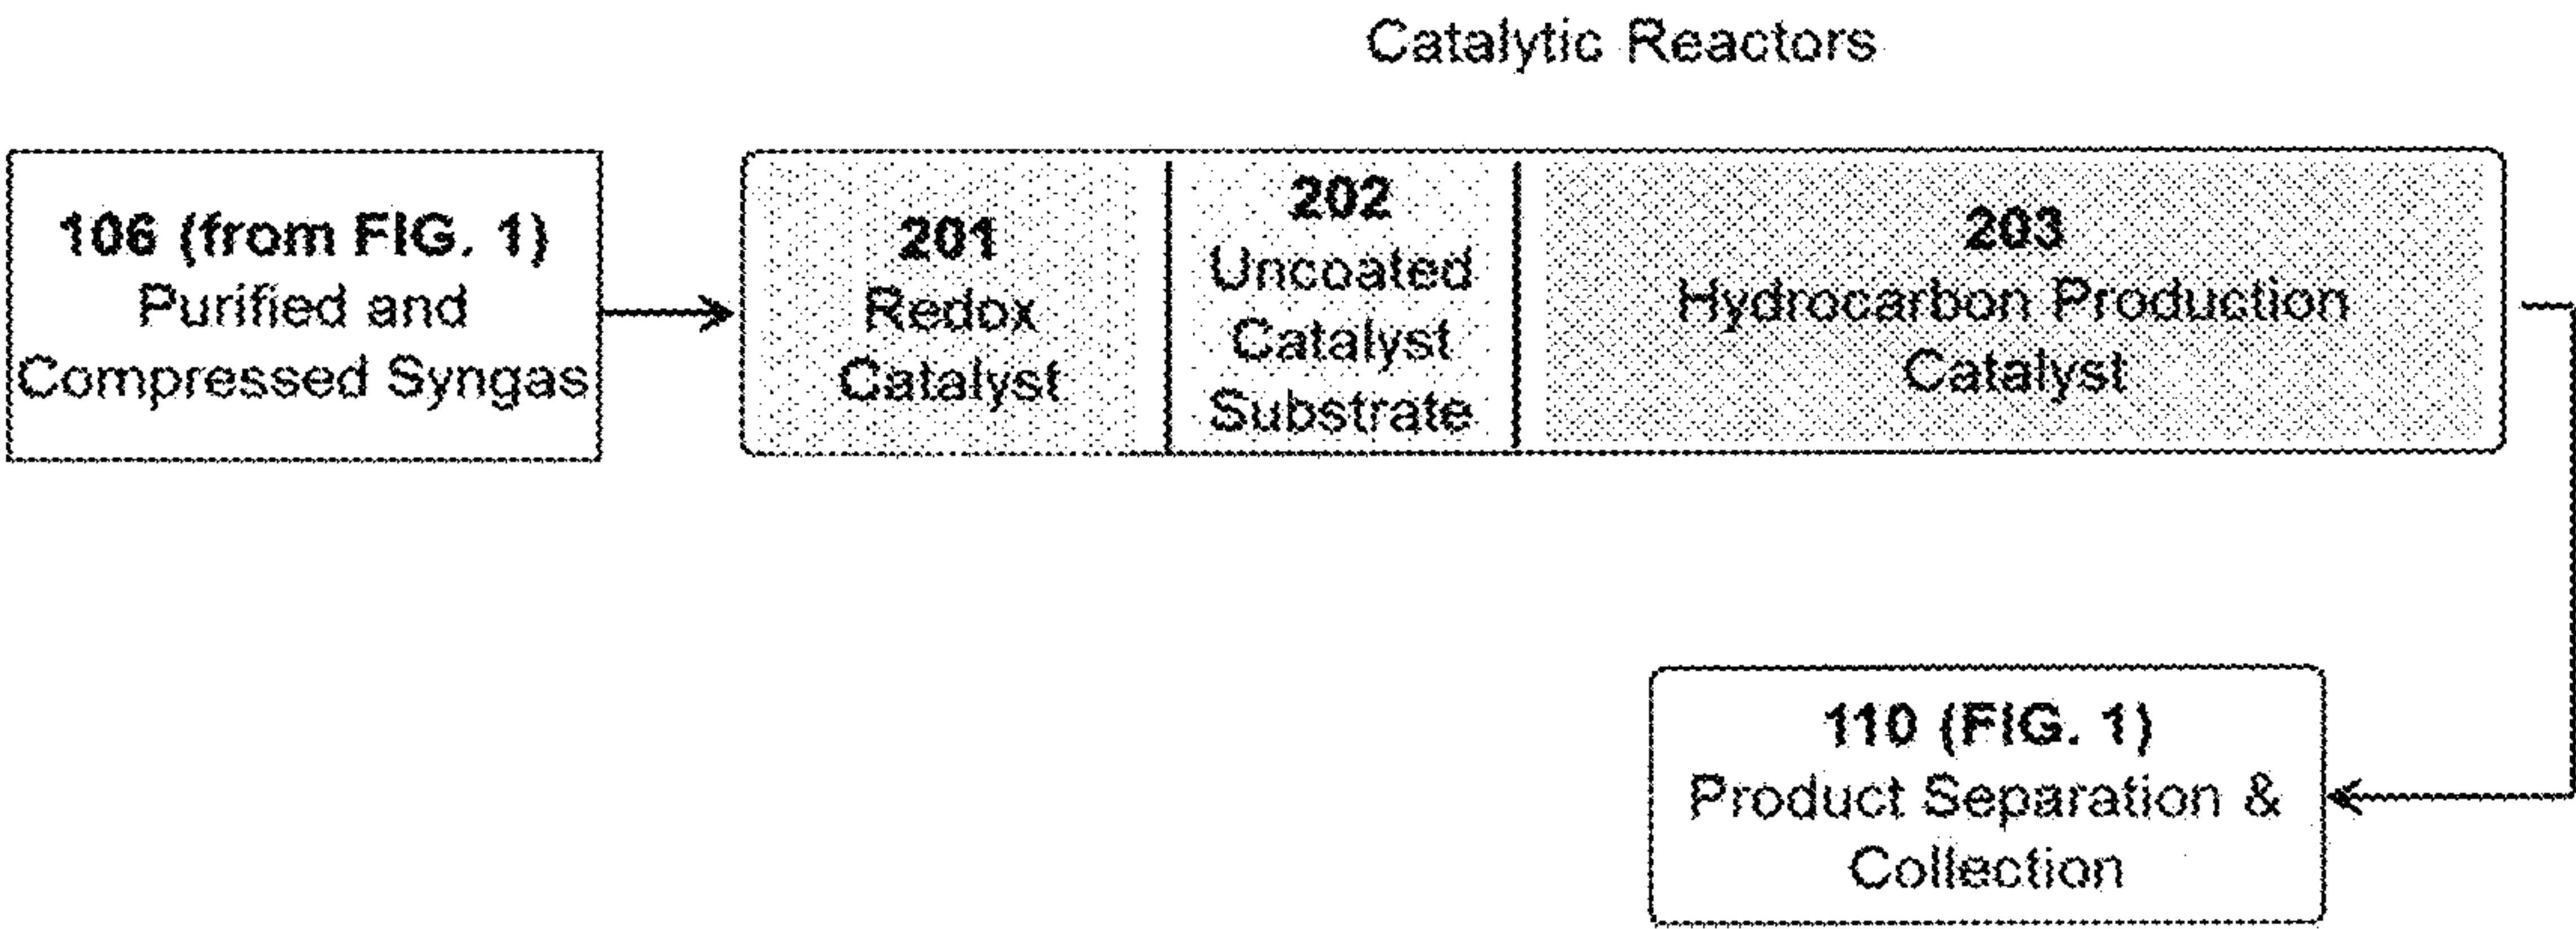 Catalytic Reactors
106 (from FIG. 1)
Purified and
Compressed Syngas
201
Redox
Catalyst
202
Uncoated
Catalyst
Substrate
203
Hydrocarbon Production
Catalyst
110 (FIG. 1)
Product Separation &
Collection